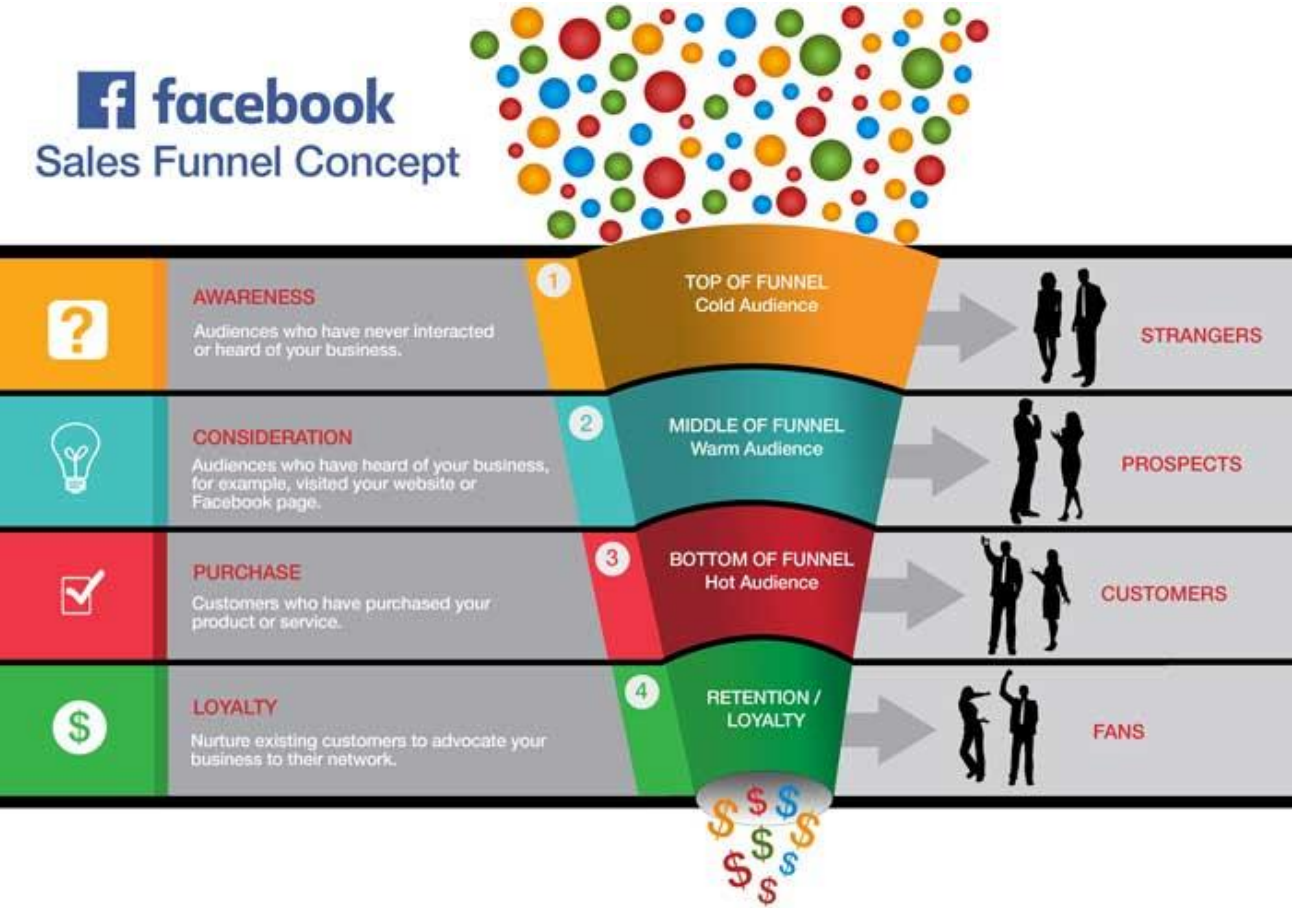 f facebook
Sales Funnel Concept
?
AWARENESS
Audiences who have never interacted
or heard of your business.
1
TOP OF FUNNEL
Cold Audience
STRANGERS
CONSIDERATION
Audiences who have heard of your business,
for example, visited your website or
Facebook page.
2
MIDDLE OF FUNNEL
Warm Audience
PROSPECTS
PURCHASE
Customers who have purchased your
product or service.
3
BOTTOM OF FUNNEL
Hot Audience
CUSTOMERS
$
LOYALTY
Nurture existing customers to advocate your
business to their network.
4
RETENTION /
LOYALTY
FANS
$ $ $ $
$ $
$ $